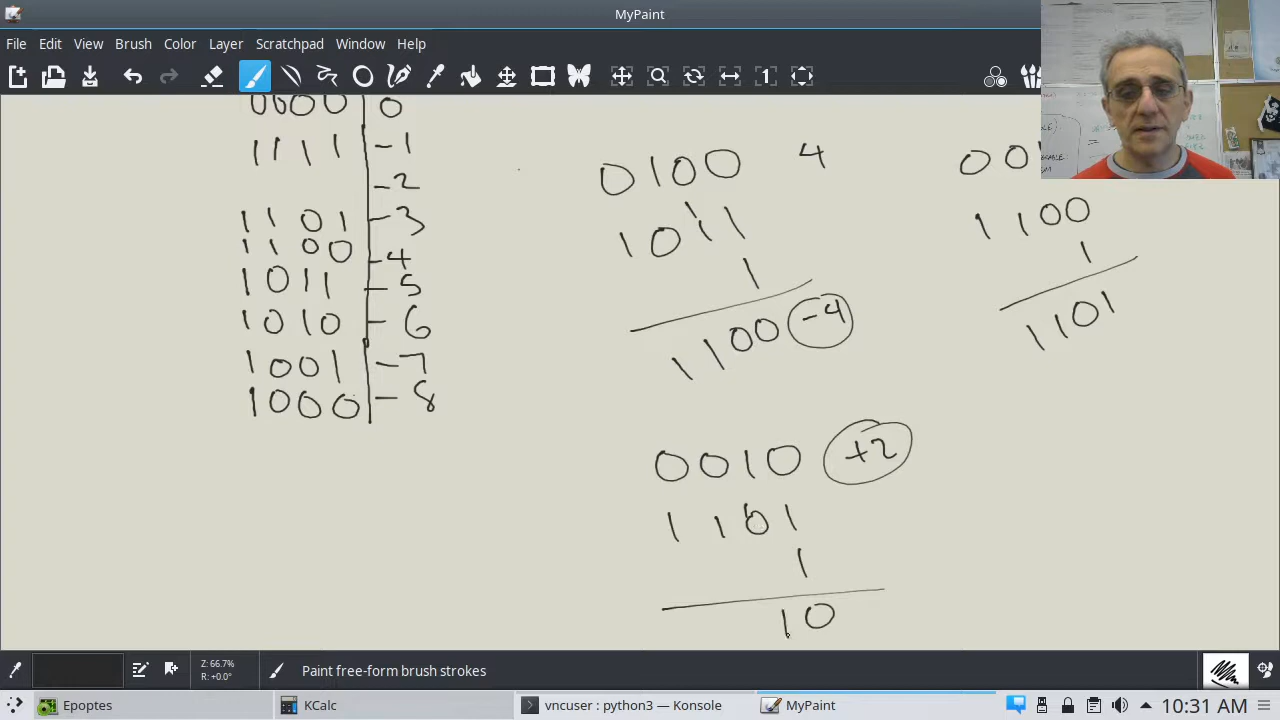 MyPaint
File Edit View Brush Color Layer Scratchpad Window Help
0000 0
1111 -1
-2
1101 -3
1100 -4
1011 -5
1010 -6
1001 -7
1000 -8
0100 4
1011
1
1100 -4
00
1100
1
1101
0010 +2
1101
1
10
Z: 66.7%
R: +0.0°
Paint free-form brush strokes
Epoptes
KCalc
vncuser : python3 — Konsole
MyPaint
10:31 AM